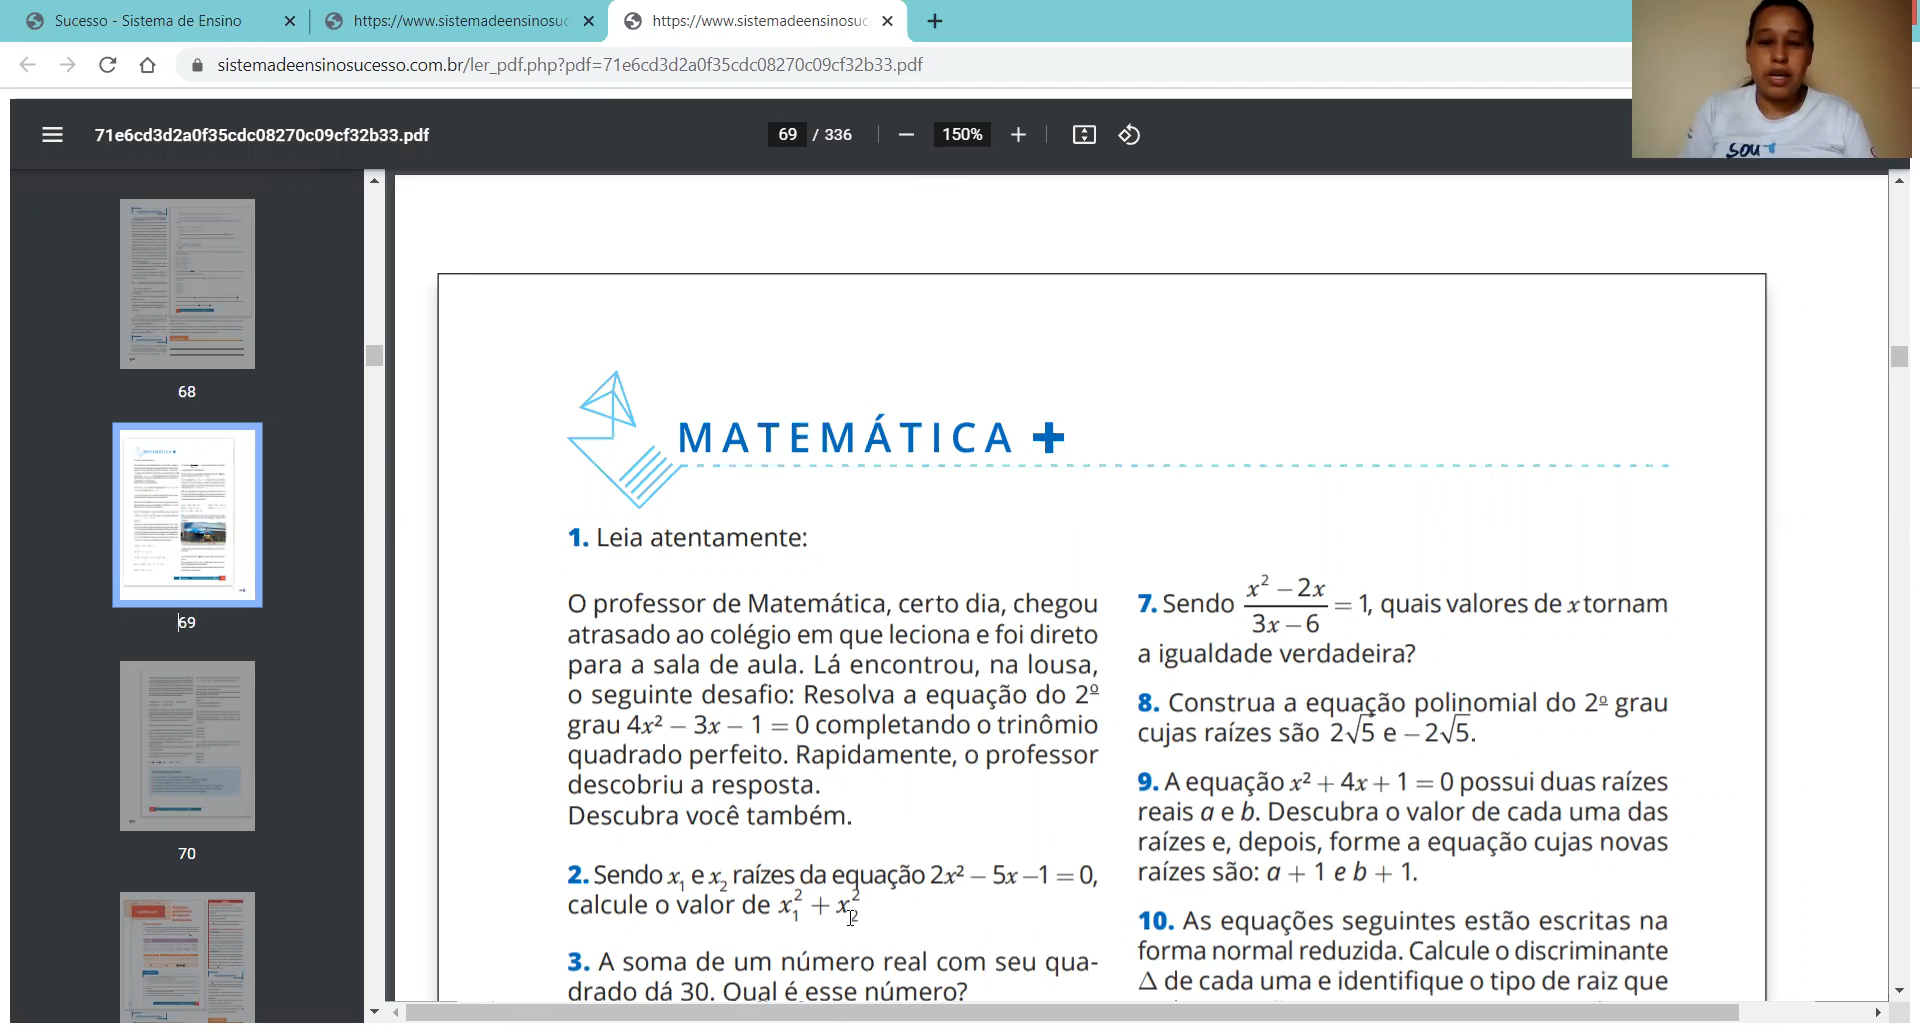 Sucesso - Sistema de Ensino
https://www.sistemadeensinosuc
https://www.sistemadeensinosuc
sistemadeensinosucesso.com.br/ler_pdf.php?pdf=71e6cd3d2a0f35cdc08270c09cf32b33.pdf
sou
71e6cd3d2a0f35cdc08270c09cf32b33.pdf
69 / 336
150%
68
69
70
MATEMÁTICA +
1. Leia atentamente:
O professor de Matemática, certo dia, chegou
atrasado ao colégio em que leciona e foi direto
para a sala de aula. Lá encontrou, na lousa,
o seguinte desafio: Resolva a equação do 2º
grau 4x² – 3x – 1 = 0 completando o trinômio
quadrado perfeito. Rapidamente, o professor
descobriu a resposta.
Descubra você também.
2. Sendo x₁ e x₂ raízes da equação 2x² – 5x –1 = 0,
calcule o valor de x₁² + x₂²
3. A soma de um número real com seu qua-
drado dá 30. Qual é esse número?
7. Sendo (x² – 2x)/(3x – 6) = 1, quais valores de x tornam
a igualdade verdadeira?
8. Construa a equação polinomial do 2º grau
cujas raízes são 2√5 e –2√5.
9. A equação x² + 4x + 1 = 0 possui duas raízes
reais a e b. Descubra o valor de cada uma das
raízes e, depois, forme a equação cujas novas
raízes são: a + 1 e b + 1.
10. As equações seguintes estão escritas na
forma normal reduzida. Calcule o discriminante
Δ de cada uma e identifique o tipo de raiz que